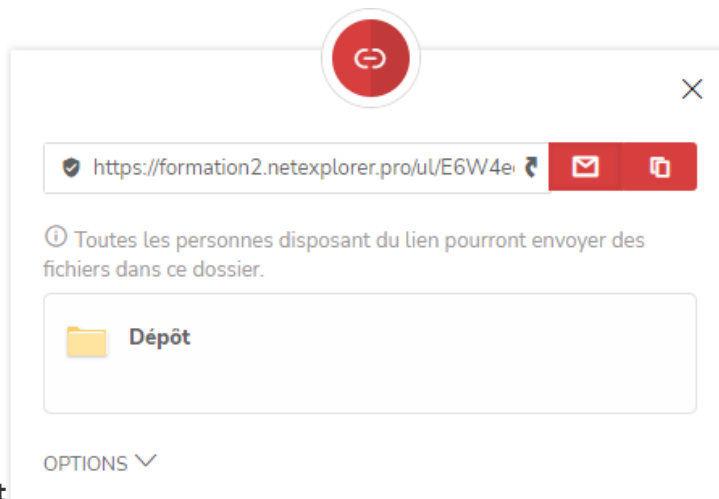 https://formation2.netexplorer.pro/ul/E6W4e
Toutes les personnes disposant du lien pourront envoyer des
fichiers dans ce dossier.
Dépôt
OPTIONS
t